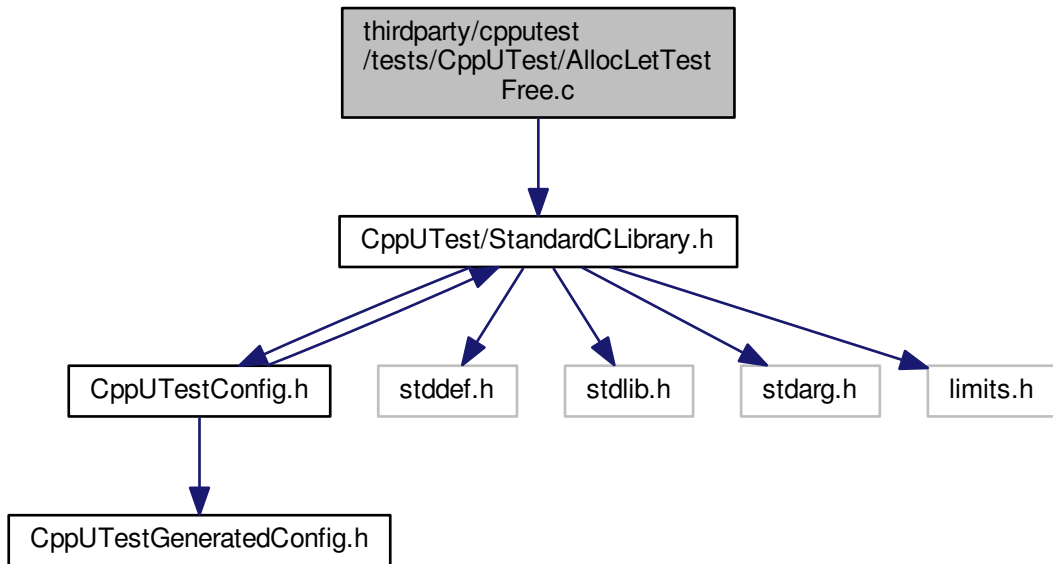 thirdparty/cpputest
/tests/CppUTest/AllocLetTest
Free.c
CppUTest/StandardCLibrary.h
CppUTestConfig.h
stddef.h
stdlib.h
stdarg.h
limits.h
CppUTestGeneratedConfig.h